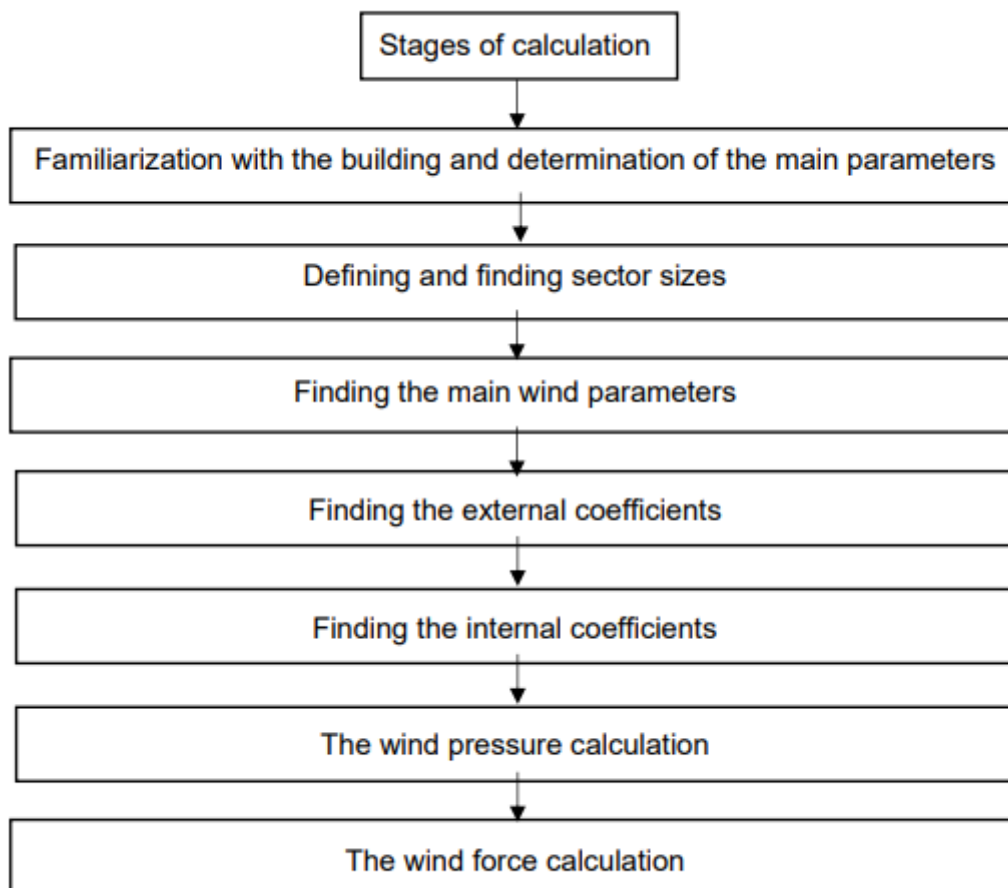 Stages of calculation
Familiarization with the building and determination of the main parameters
Defining and finding sector sizes
Finding the main wind parameters
Finding the external coefficients
Finding the internal coefficients
The wind pressure calculation
The wind force calculation